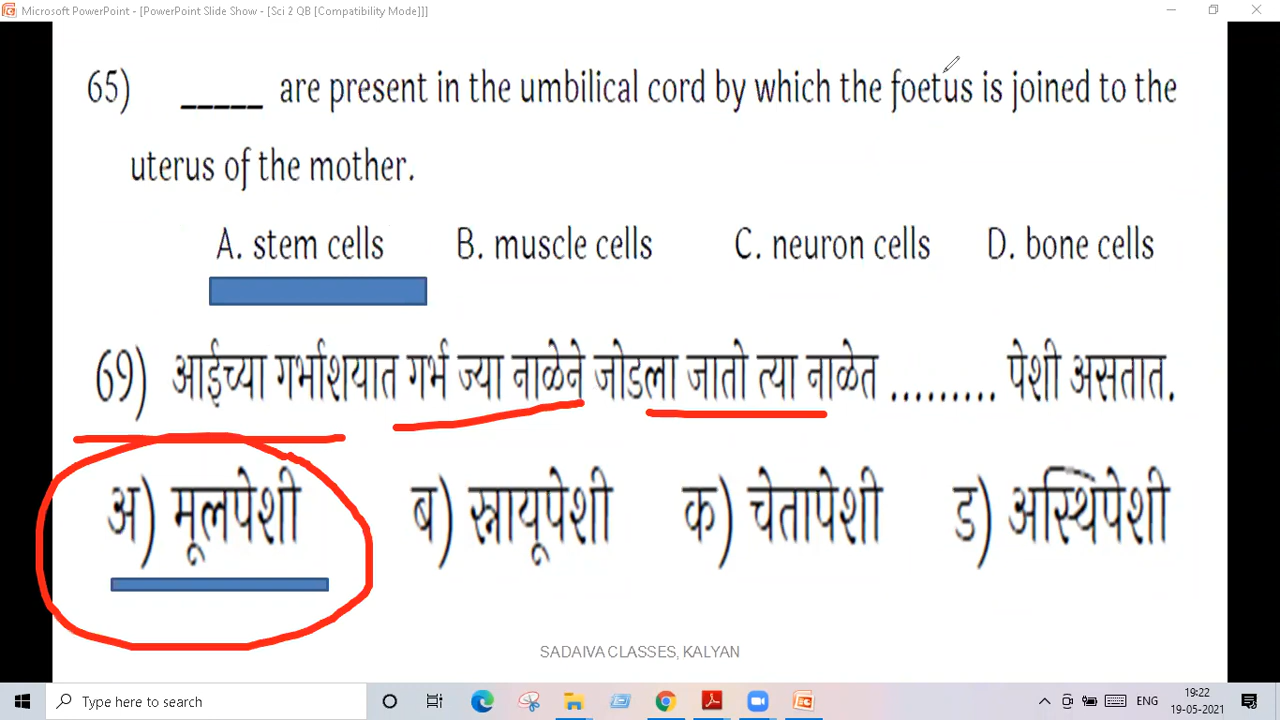 Microsoft PowerPoint - [PowerPoint Slide Show - [Sci 2 QB [Compatibility Mode]]]
65) _____ are present in the umbilical cord by which the foetus is joined to the
uterus of the mother.
A. stem cells B. muscle cells C. neuron cells D. bone cells
69) आईच्या गर्भाशयात गर्भ ज्या नाळेने जोडला जातो त्या नाळेत ......... पेशी असतात.
अ) मूलपेशी ब) स्नायूपेशी क) चेतापेशी ड) अस्थिपेशी
SADAIVA CLASSES, KALYAN
Type here to search ENG 19:22
19-05-2021